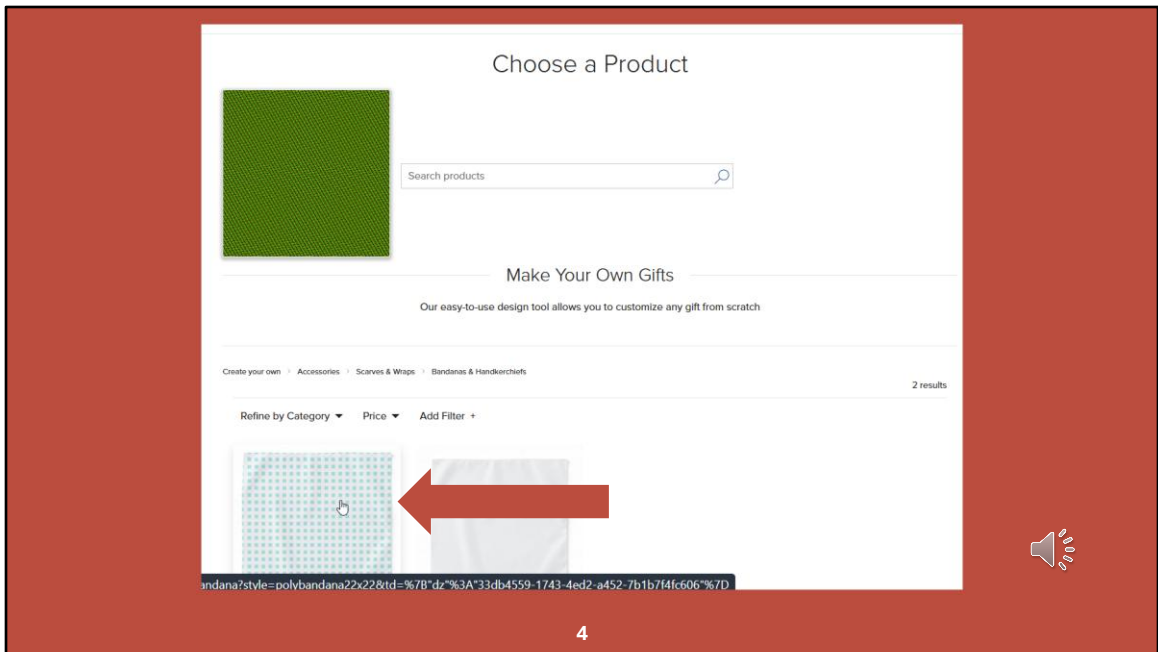 Choose a Product
Search products
Make Your Own Gifts
Our easy-to-use design tool allows you to customize any gift from scratch
Create your own > Accessories > Scarves & Wraps > Bandanas & Handkerchiefs
2 results
Refine by Category ▼ Price ▼ Add Filter +
andana?style=polybandana22x22&td=%7B"dz"%3A"33db4559-1743-4ed2-a452-7b1b7f4fc606"%7D
4